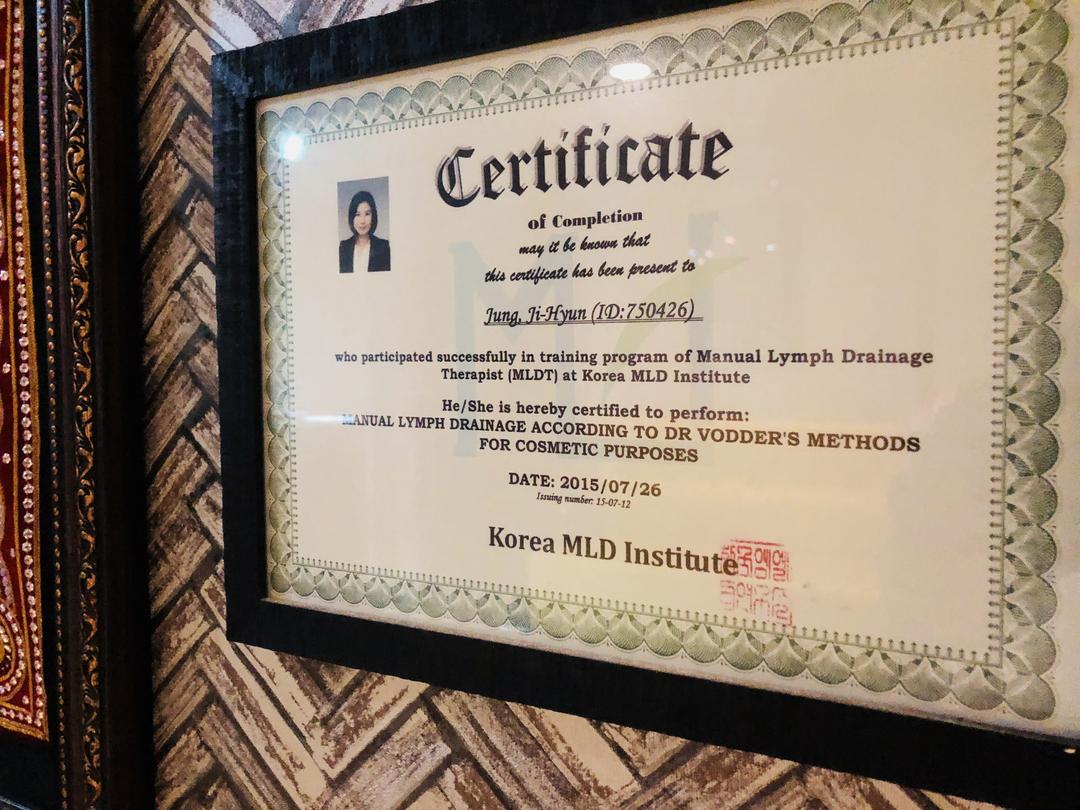 Certificate
of Completion
may it be known that
this certificate has been present to
Jung, Ji-Hyun (ID:750426)
who participated successfully in training program of Manual Lymph Drainage
Therapist (MLDT) at Korea MLD Institute
He/She is hereby certified to perform:
MANUAL LYMPH DRAINAGE ACCORDING TO DR VODDER'S METHODS
FOR COSMETIC PURPOSES
DATE: 2015/07/26
Issuing number: 15-07-12
Korea MLD Institute